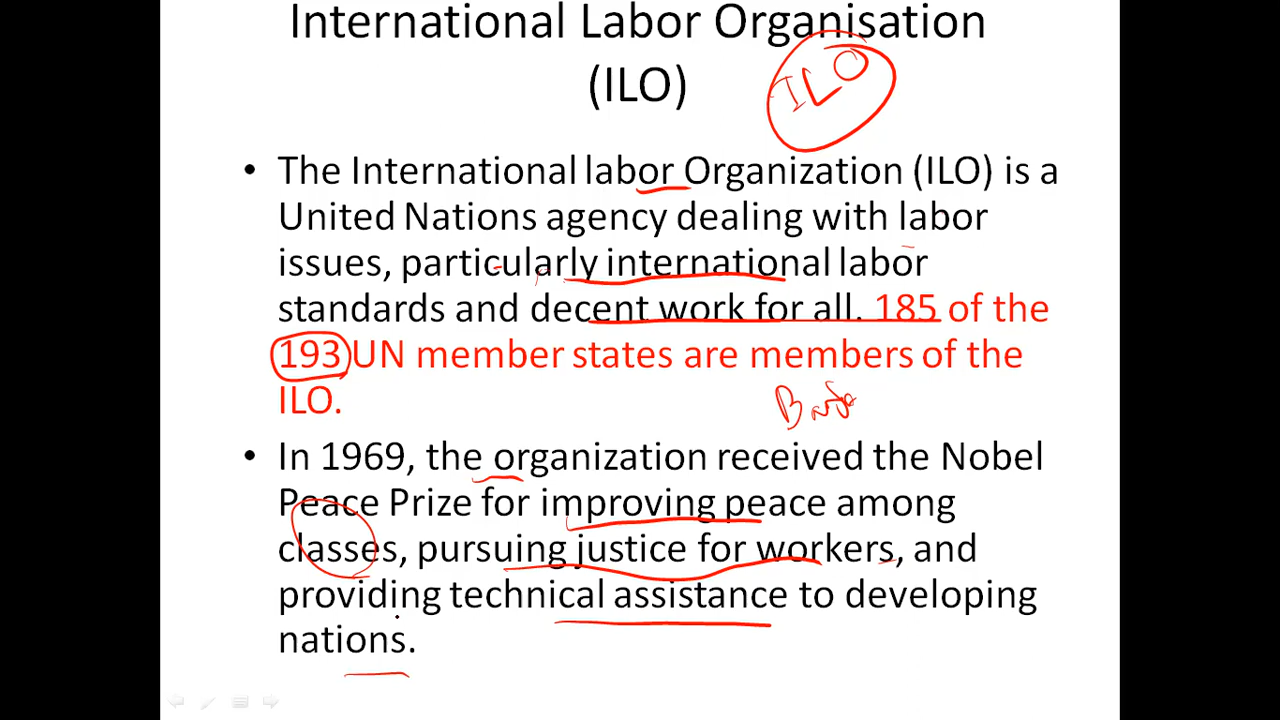 International Labor Organisation
(ILO)
ILO
The International labor Organization (ILO) is a
United Nations agency dealing with labor
issues, particularly international labor
standards and decent work for all. 185 of the
193 UN member states are members of the
ILO.
In 1969, the organization received the Nobel
Peace Prize for improving peace among
classes, pursuing justice for workers, and
providing technical assistance to developing
nations.